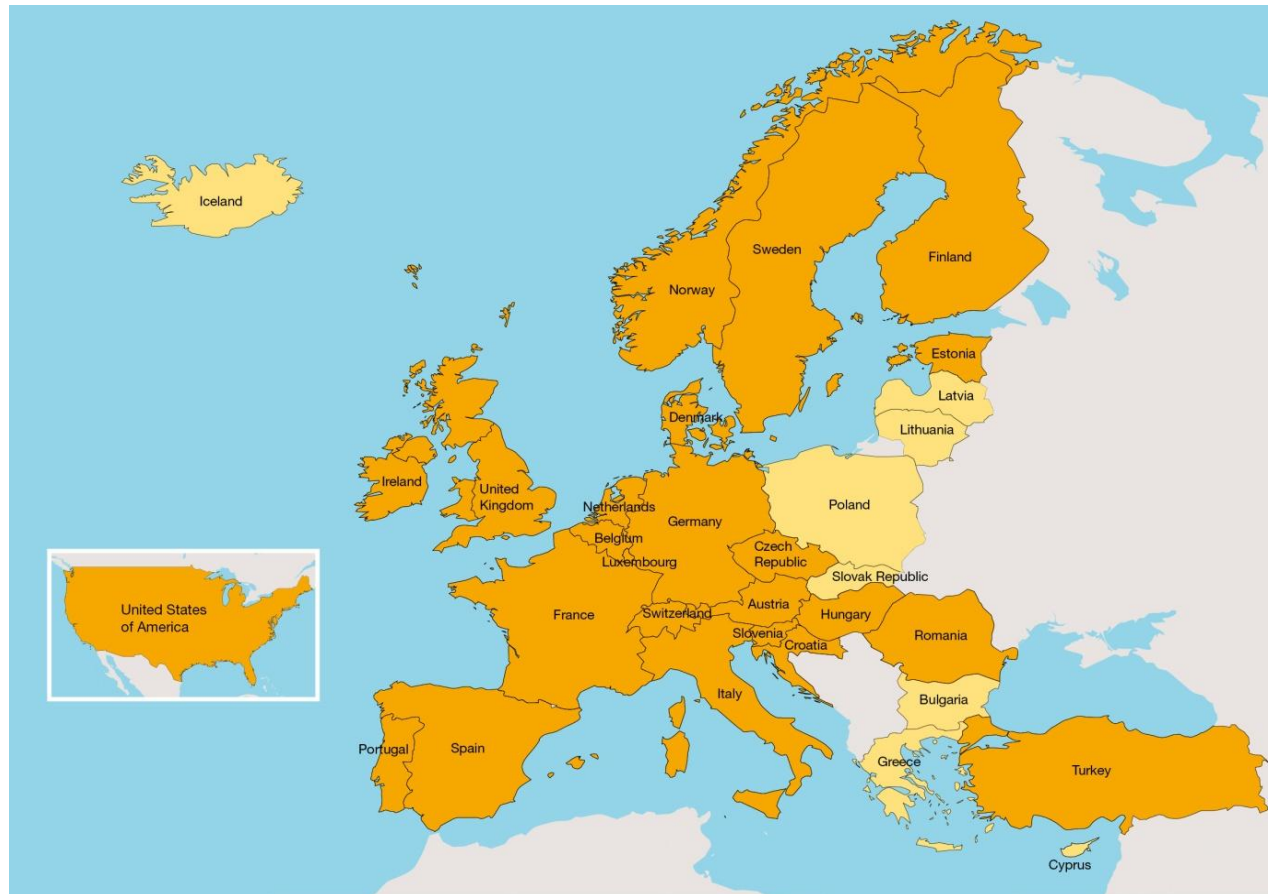 Iceland
Sweden
Finland
Norway
Estonia
Latvia
Denmark
Lithuania
Ireland
United
Kingdom
Netherlands
Poland
Germany
Belgium
Czech
Republic
Luxembourg
Slovak Republic
United States
of America
France
Switzerland
Austria
Hungary
Slovenia
Croatia
Romania
Italy
Bulgaria
Portugal
Spain
Greece
Turkey
Cyprus